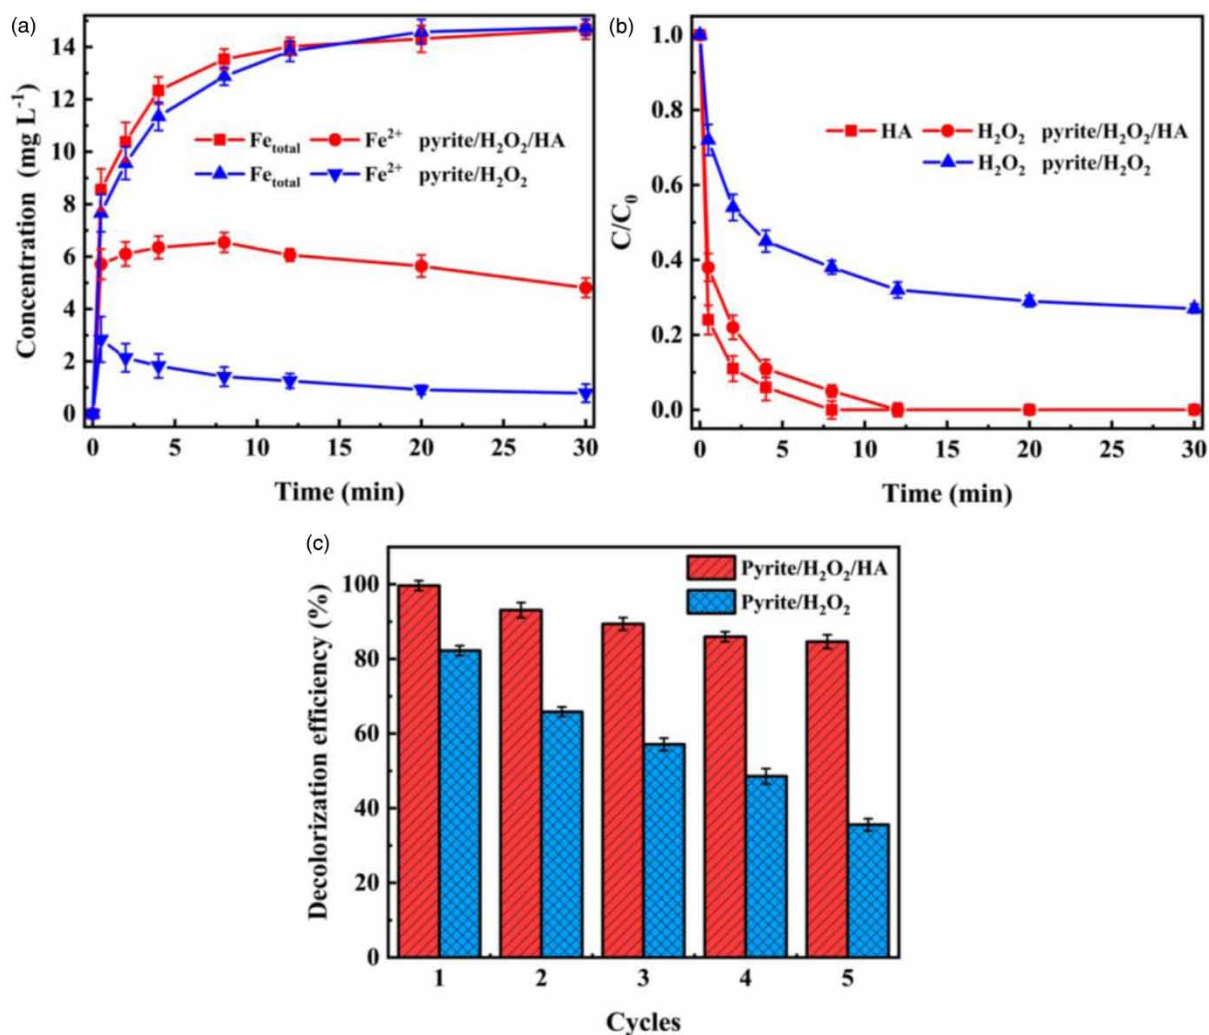 (a)
14
12
10
8
6
4
2
0
Concentration (mg L⁻¹)
Fe_total Fe²⁺ pyrite/H₂O₂/HA
Fe_total Fe²⁺ pyrite/H₂O₂
0 5 10 15 20 25 30
Time (min)
(b)
1.0
0.8
0.6
0.4
0.2
0.0
C/C₀
HA H₂O₂ pyrite/H₂O₂/HA
H₂O₂ pyrite/H₂O₂
0 5 10 15 20 25 30
Time (min)
(c)
100
80
60
40
20
0
Decolorization efficiency (%)
Pyrite/H₂O₂/HA
Pyrite/H₂O₂
1 2 3 4 5
Cycles